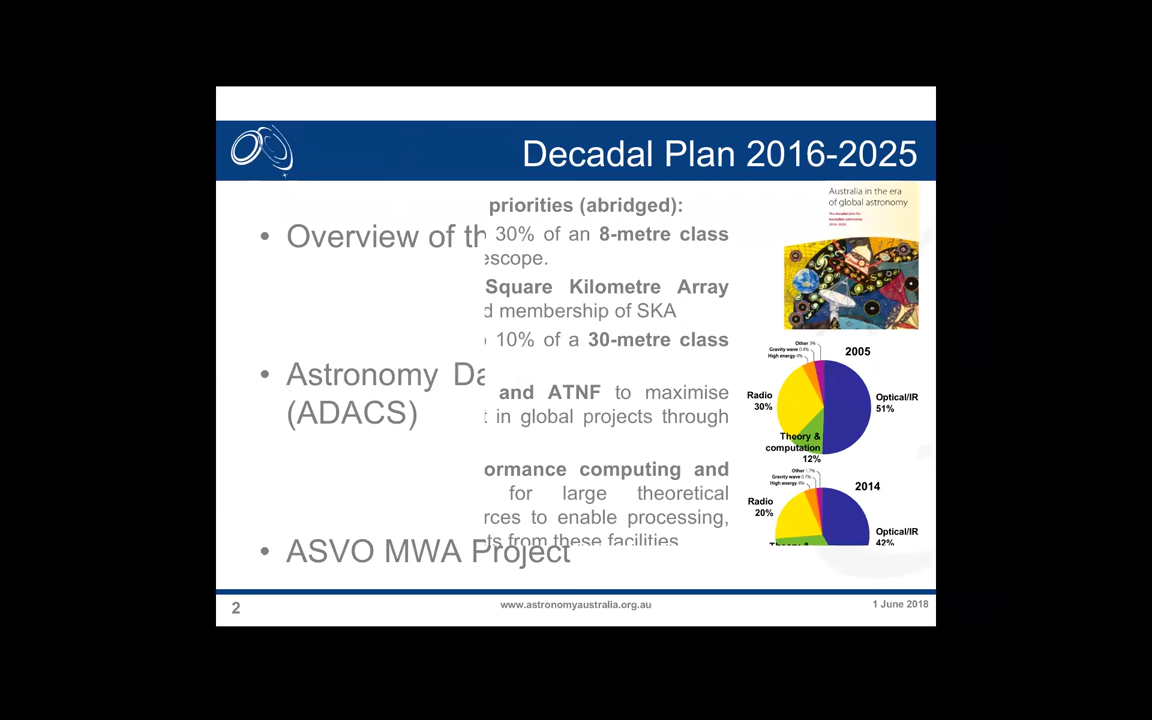 Decadal Plan 2016-2025
priorities (abridged):
• Overview of th
30% of an 8-metre class
escope.
Square Kilometre Array
d membership of SKA
10% of a 30-metre class
• Astronomy Da
(ADACS)
and ATNF to maximise
t in global projects through
ormance computing and
for large theoretical
rces to enable processing,
ts from these facilities
• ASVO MWA Project
Australia in the era
of global astronomy
2005
Other 3%
Gravity wave 0.4%
High energy 4%
Radio
30%
Optical/IR
51%
Theory &
computation
12%
2014
Other 1.7%
Gravity wave 0.7%
High energy 4%
Radio
20%
Optical/IR
42%
Theory &
2
www.astronomyaustralia.org.au
1 June 2018